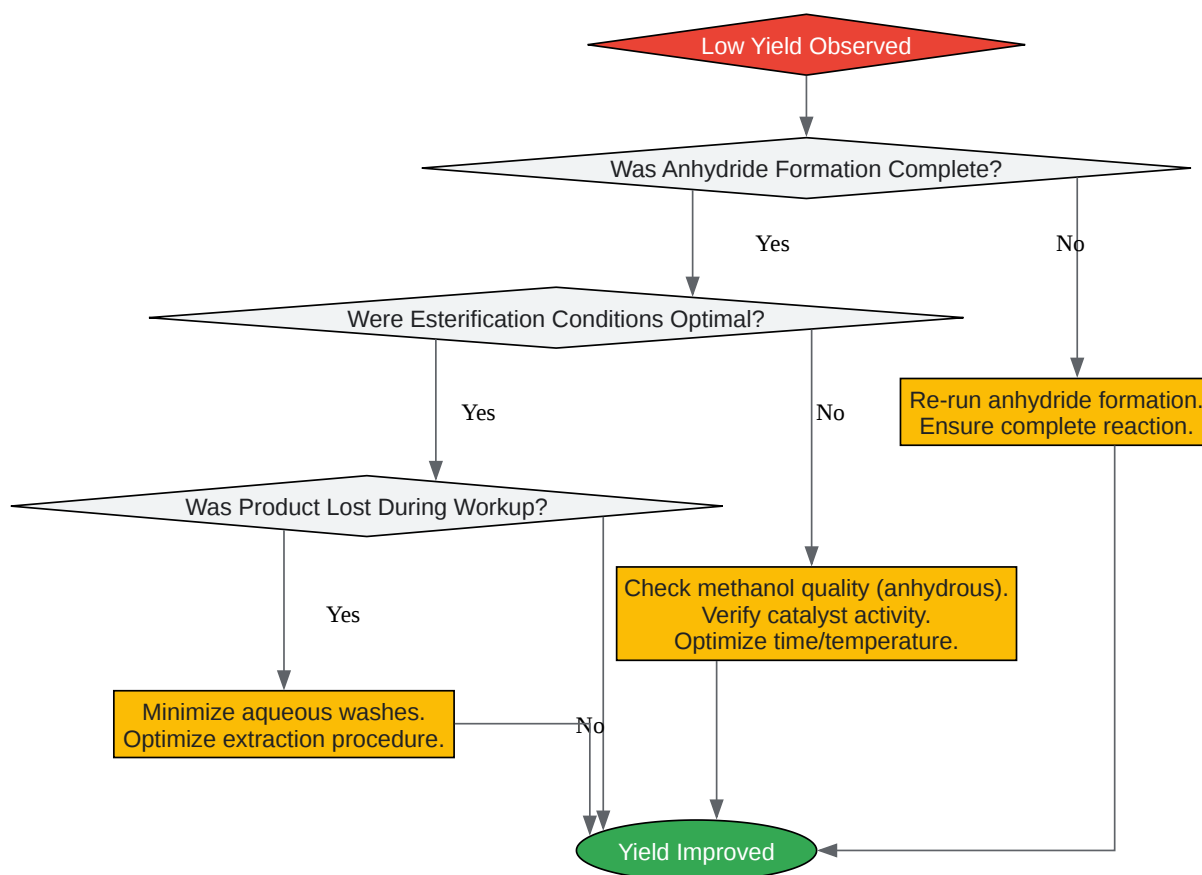 Low Yield Observed
Was Anhydride Formation Complete?
Yes
No
Were Esterification Conditions Optimal?
Yes
No
Re-run anhydride formation.
Ensure complete reaction.
Was Product Lost During Workup?
Yes
Check methanol quality (anhydrous).
Verify catalyst activity.
Optimize time/temperature.
Minimize aqueous washes.
Optimize extraction procedure.
No
Yield Improved